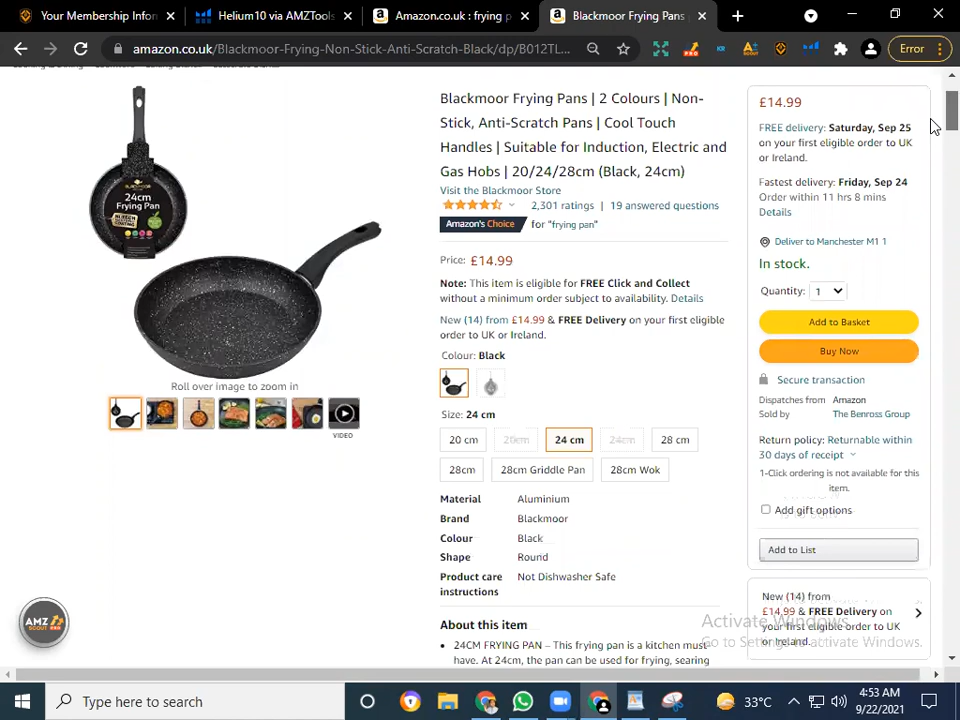 Your Membership Infor
Helium10 via AMZTools
Amazon.co.uk : frying p
Blackmoor Frying Pans
amazon.co.uk/Blackmoor-Frying-Non-Stick-Anti-Scratch-Black/dp/B012TL...
Error
BLACKMOOR
24cm
Frying Pan
Roll over image to zoom in
VIDEO
Blackmoor Frying Pans | 2 Colours | Non-
Stick, Anti-Scratch Pans | Cool Touch
Handles | Suitable for Induction, Electric and
Gas Hobs | 20/24/28cm (Black, 24cm)
Visit the Blackmoor Store
2,301 ratings | 19 answered questions
Amazon's Choice for "frying pan"
Price: £14.99
Note: This item is eligible for FREE Click and Collect
without a minimum order subject to availability. Details
New (14) from £14.99 & FREE Delivery on your first eligible
order to UK or Ireland.
Colour: Black
Size: 24 cm
20 cm 24 cm 24cm 28 cm
28cm 28cm Griddle Pan 28cm Wok
Material Aluminium
Brand Blackmoor
Colour Black
Shape Round
Product care Not Dishwasher Safe
instructions
About this item
24CM FRYING PAN – This frying pan is a kitchen must
have. At 24cm, the pan can be used for frying, searing
£14.99
FREE delivery: Saturday, Sep 25
on your first eligible order to UK
or Ireland.
Fastest delivery: Friday, Sep 24
Order within 11 hrs 8 mins
Details
Deliver to Manchester M1 1
In stock.
Quantity: 1
Add to Basket
Buy Now
Secure transaction
Dispatches from Amazon
Sold by The Benross Group
Return policy: Returnable within
30 days of receipt
1-Click ordering is not available for this
item.
Add gift options
Add to List
New (14) from
£14.99 & FREE Delivery on
your first eligible order to UK
or Ireland.
Activate Windows
Go to Settings to activate Windows.
AMZ
SCOUT PRO
Type here to search
33°C
4:53 AM
9/22/2021